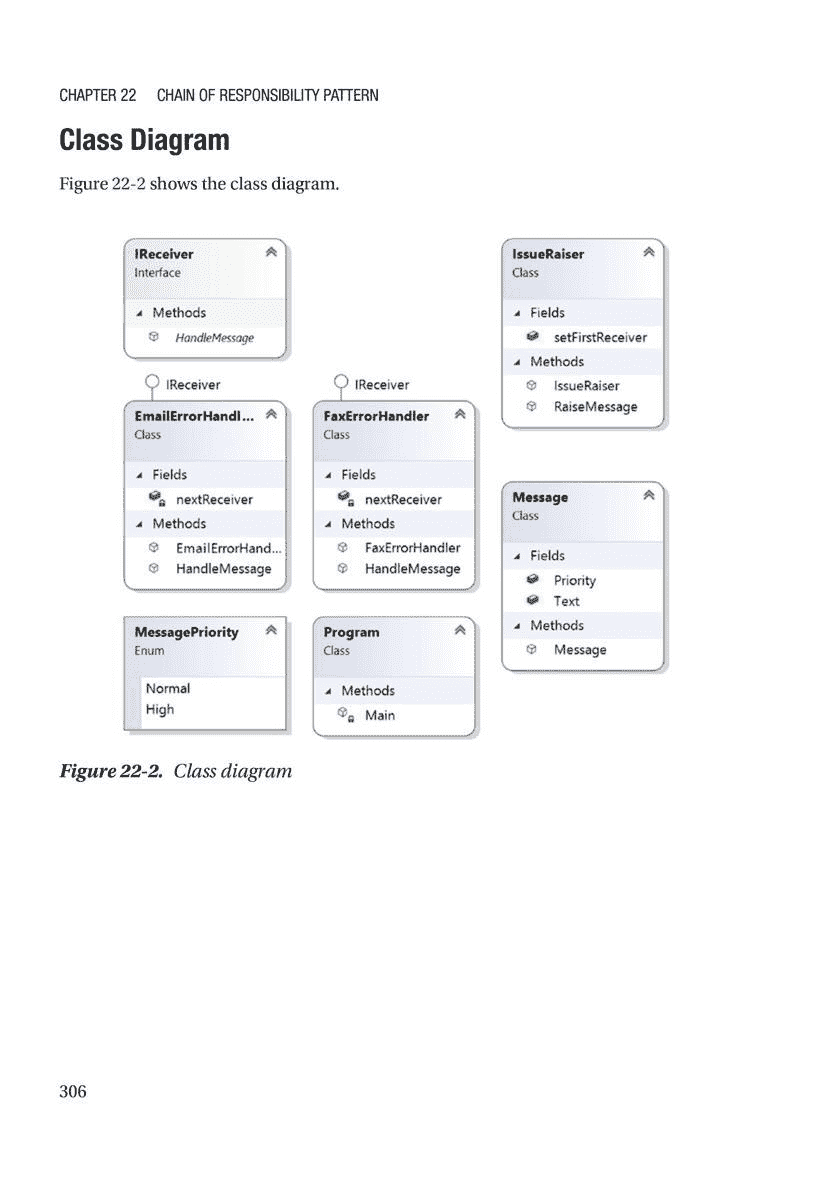 CHAPTER 22 CHAIN OF RESPONSIBILITY PATTERN
Class Diagram
Figure 22-2 shows the class diagram.
IReceiver
Interface
Methods
HandleMessage
IReceiver
EmailErrorHandl...
Class
Fields
nextReceiver
Methods
EmailErrorHand...
HandleMessage
IReceiver
FaxErrorHandler
Class
Fields
nextReceiver
Methods
FaxErrorHandler
HandleMessage
MessagePriority
Enum
Normal
High
Program
Class
Methods
Main
IssueRaiser
Class
Fields
setFirstReceiver
Methods
IssueRaiser
RaiseMessage
Message
Class
Fields
Priority
Text
Methods
Message
Figure 22-2. Class diagram
306